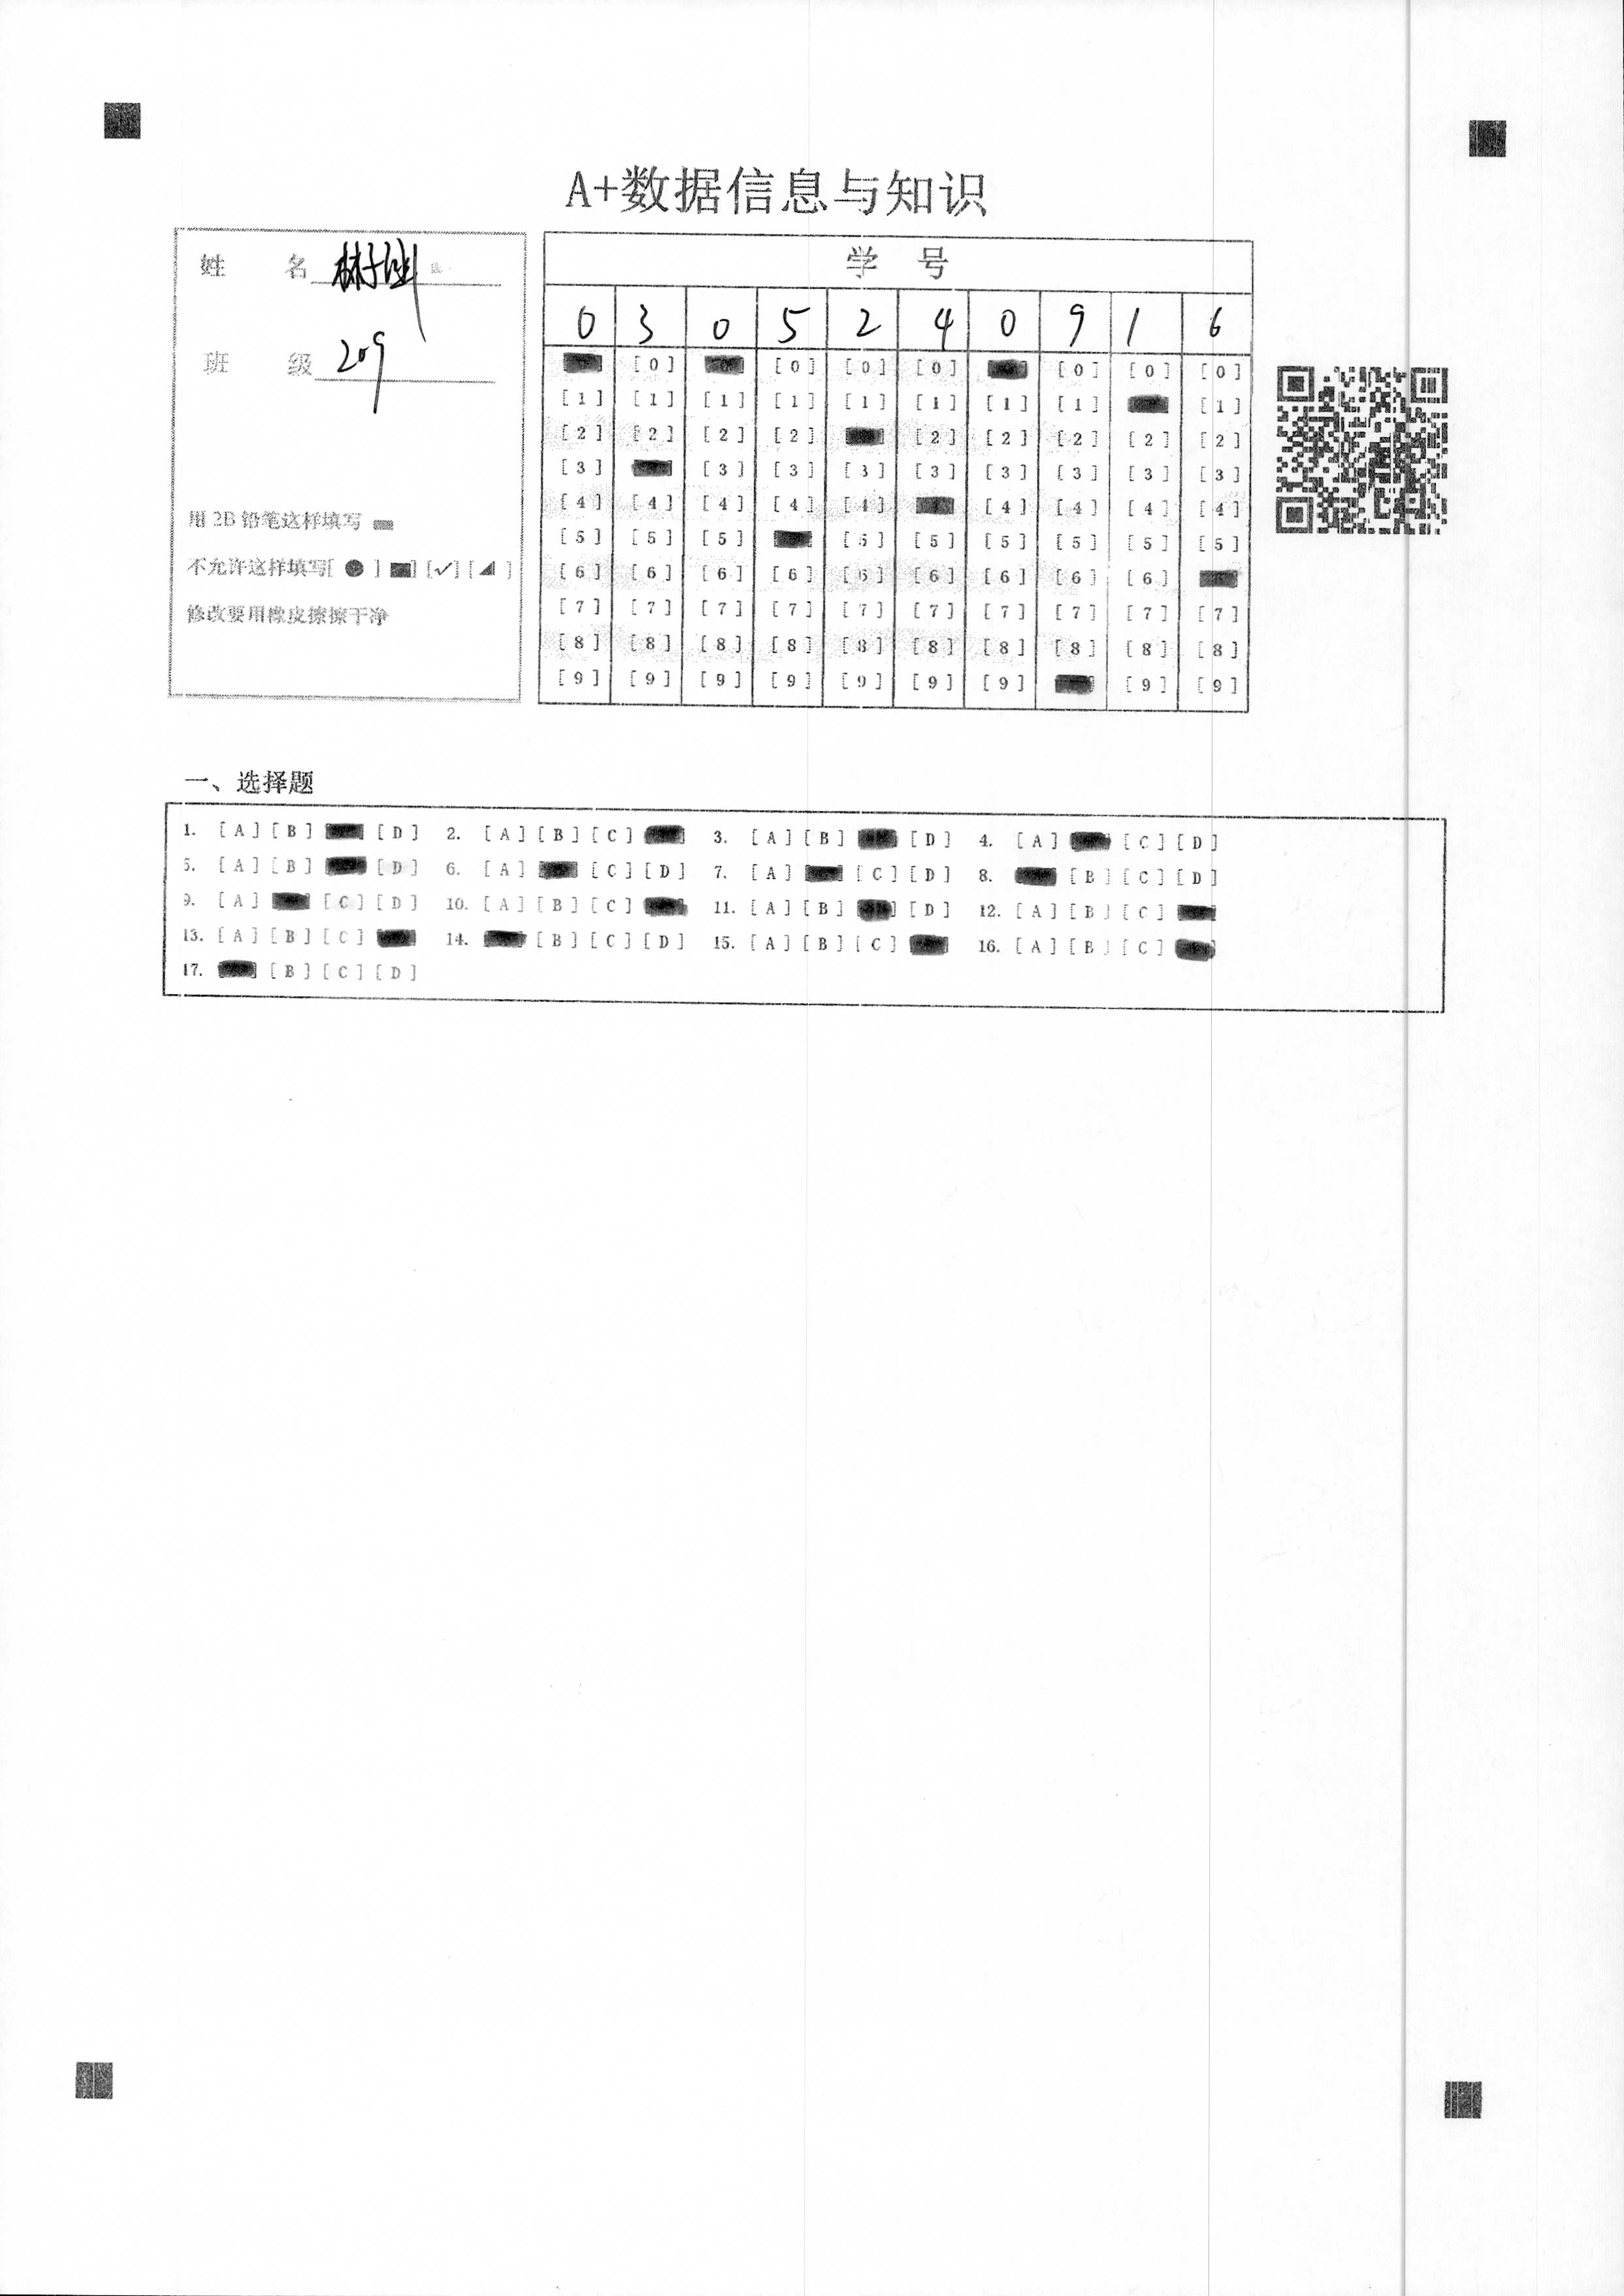 A+数据信息与知识
姓 名 林子
班 级 209
用 2B 铅笔这样填写
不允许这样填写[ ● ] [✓] [ ]
修改要用橡皮擦擦干净
学 号
0 3 0 5 2 4 0 9 1 6
[0] [0] [0] [0] [0] [0] [0]
[1] [1] [1] [1] [1] [1] [1] [1] [1]
[2] [2] [2] [2] [2] [2] [2] [2] [2]
[3] [3] [3] [3] [3] [3] [3] [3] [3]
[4] [4] [4] [4] [4] [4] [4] [4] [4]
[5] [5] [5] [5] [5] [5] [5] [5] [5]
[6] [6] [6] [6] [6] [6] [6] [6] [6]
[7] [7] [7] [7] [7] [7] [7] [7] [7] [7]
[8] [8] [8] [8] [8] [8] [8] [8] [8] [8]
[9] [9] [9] [9] [9] [9] [9] [9] [9]
一、选择题
1. [A] [B] [D] 2. [A] [B] [C] 3. [A] [B] [D] 4. [A] [C] [D]
5. [A] [B] [D] 6. [A] [C] [D] 7. [A] [C] [D] 8. [B] [C] [D]
9. [A] [C] [D] 10. [A] [B] [C] 11. [A] [B] [D] 12. [A] [B] [C]
13. [A] [B] [C] 14. [B] [C] [D] 15. [A] [B] [C] 16. [A] [B] [C]
17. [B] [C] [D]